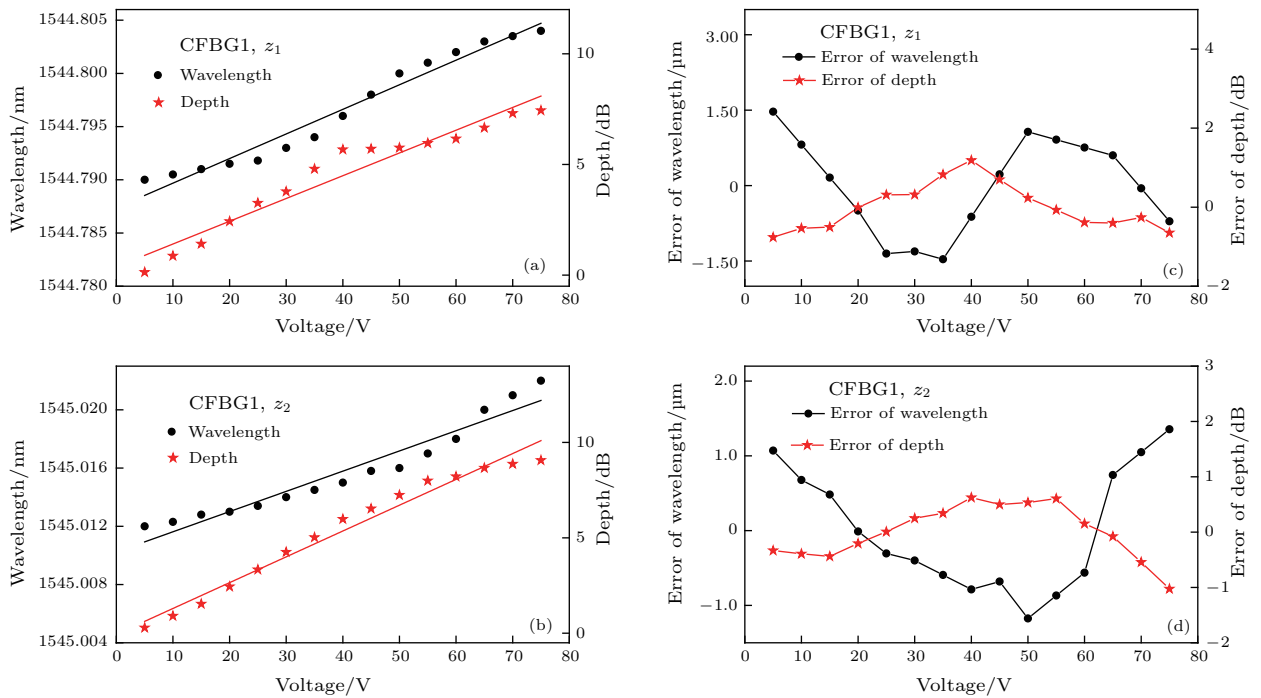 1544.805
1544.800
1544.795
1544.790
1544.785
1544.780
Wavelength/nm
CFBG1, z1
Wavelength
Depth
10
5
0
Depth/dB
(a)
0 10 20 30 40 50 60 70 80
Voltage/V
3.00
1.50
0
−1.50
Error of wavelength/μm
CFBG1, z1
Error of wavelength
Error of depth
4
2
0
−2
Error of depth/dB
(c)
0 10 20 30 40 50 60 70 80
Voltage/V
1545.020
1545.016
1545.012
1545.008
1545.004
Wavelength/nm
CFBG1, z2
Wavelength
Depth
10
5
0
Depth/dB
(b)
0 10 20 30 40 50 60 70 80
Voltage/V
2.0
1.0
0
−1.0
Error of wavelength/μm
CFBG1, z2
Error of wavelength
Error of depth
3
2
1
0
−1
−2
Error of depth/dB
(d)
0 10 20 30 40 50 60 70 80
Voltage/V